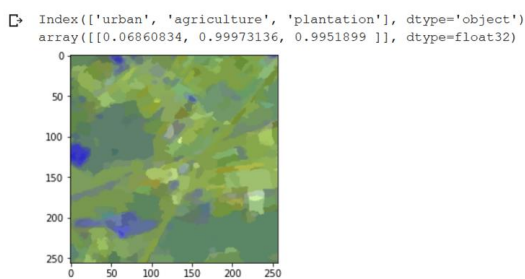 Index(['urban', 'agriculture', 'plantation'], dtype='object')
array([[0.06860834, 0.99973136, 0.9951899 ]], dtype=float32)
0
50
100
150
200
250
0 50 100 150 200 250